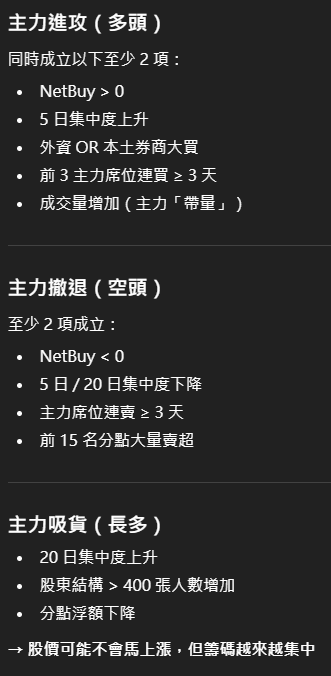 主力進攻（多頭）
同時成立以下至少 2 項：
• NetBuy > 0
• 5 日集中度上升
• 外資 OR 本土券商大買
• 前 3 主力席位連買 ≥ 3 天
• 成交量增加（主力「帶量」）
主力撤退（空頭）
至少 2 項成立：
• NetBuy < 0
• 5 日 / 20 日集中度下降
• 主力席位連賣 ≥ 3 天
• 前 15 名分點大量賣超
主力吸貨（長多）
• 20 日集中度上升
• 股東結構 > 400 張人數增加
• 分點浮額下降
→ 股價可能不會馬上漲，但籌碼越來越集中